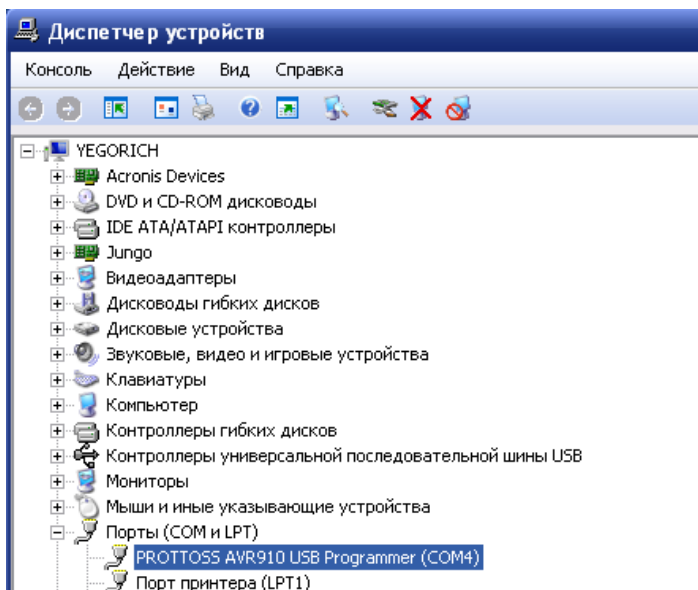 Диспетчер устройств
Консоль Действие Вид Справка
YEGORICH
Acronis Devices
DVD и CD-ROM дисководы
IDE ATA/ATAPI контроллеры
Jungo
Видеоадаптеры
Дисководы гибких дисков
Дисковые устройства
Звуковые, видео и игровые устройства
Клавиатуры
Компьютер
Контроллеры гибких дисков
Контроллеры универсальной последовательной шины USB
Мониторы
Мыши и иные указывающие устройства
Порты (COM и LPT)
PROTTOSS AVR910 USB Programmer (COM4)
Порт принтера (LPT1)